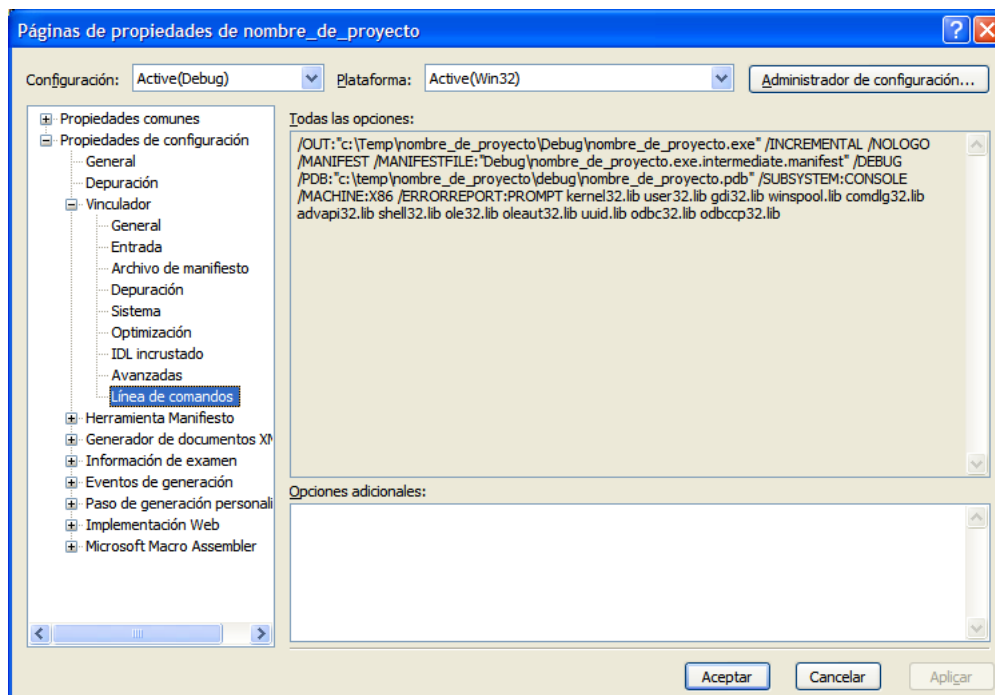 Páginas de propiedades de nombre_de_proyecto
Configuración: Active(Debug) Plataforma: Active(Win32) Administrador de configuración...
Propiedades comunes
Propiedades de configuración
General
Depuración
Vinculador
General
Entrada
Archivo de manifiesto
Depuración
Sistema
Optimización
IDL incrustado
Avanzadas
Línea de comandos
Herramienta Manifiesto
Generador de documentos XM
Información de examen
Eventos de generación
Paso de generación personali
Implementación Web
Microsoft Macro Assembler
Todas las opciones:
/OUT:"c:\Temp\nombre_de_proyecto\Debug\nombre_de_proyecto.exe" /INCREMENTAL /NOLOGO
/MANIFEST /MANIFESTFILE:"Debug\nombre_de_proyecto.exe.intermediate.manifest" /DEBUG
/PDB:"c:\temp\nombre_de_proyecto\debug\nombre_de_proyecto.pdb" /SUBSYSTEM:CONSOLE
/MACHINE:X86 /ERRORREPORT:PROMPT kernel32.lib user32.lib gdi32.lib winspool.lib comdlg32.lib
advapi32.lib shell32.lib ole32.lib oleaut32.lib uuid.lib odbc32.lib odbccp32.lib
Opciones adicionales:
Aceptar Cancelar Aplicar